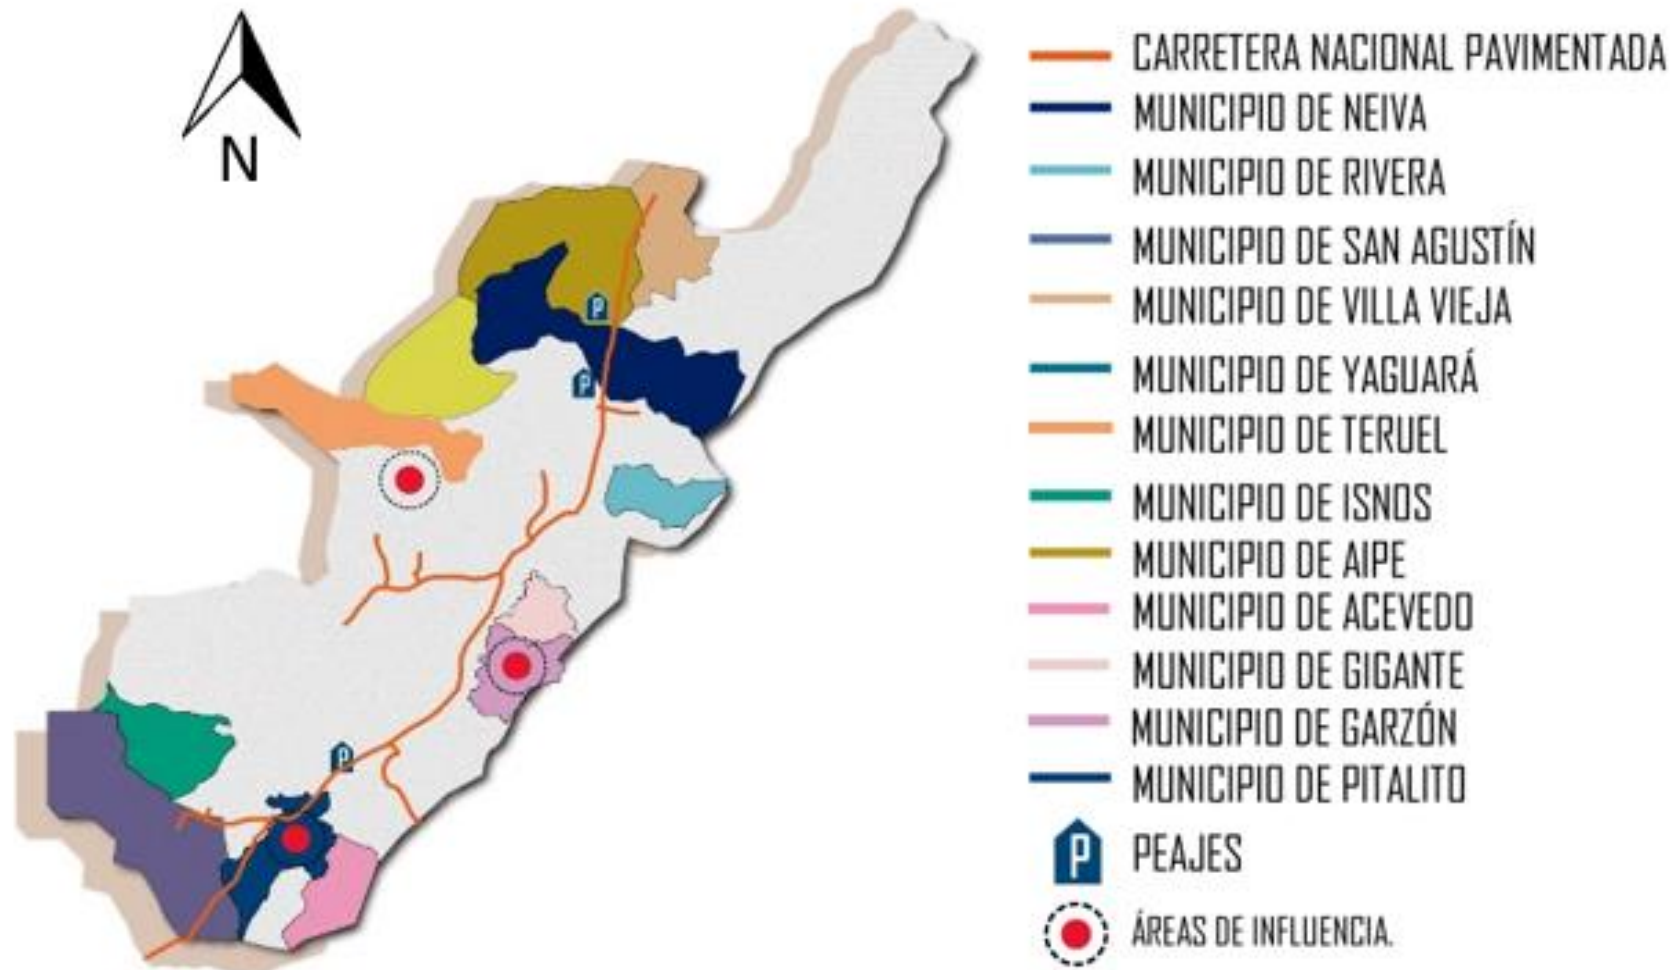 N
CARRETERA NACIONAL PAVIMENTADA
MUNICIPIO DE NEIVA
MUNICIPIO DE RIVERA
MUNICIPIO DE SAN AGUSTÍN
MUNICIPIO DE VILLA VIEJA
MUNICIPIO DE YAGUARÁ
MUNICIPIO DE TERUEL
MUNICIPIO DE ISNOS
MUNICIPIO DE AIPE
MUNICIPIO DE ACEVEDO
MUNICIPIO DE GIGANTE
MUNICIPIO DE GARZÓN
MUNICIPIO DE PITALITO
P PEAJES
ÁREAS DE INFLUENCIA.
P
P
P